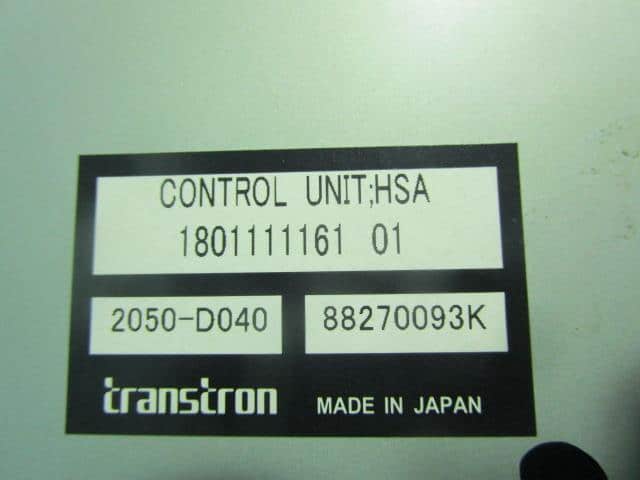 CONTROL UNIT;HSA
1801111161 01
2050-D040 88270093K
transtron MADE IN JAPAN